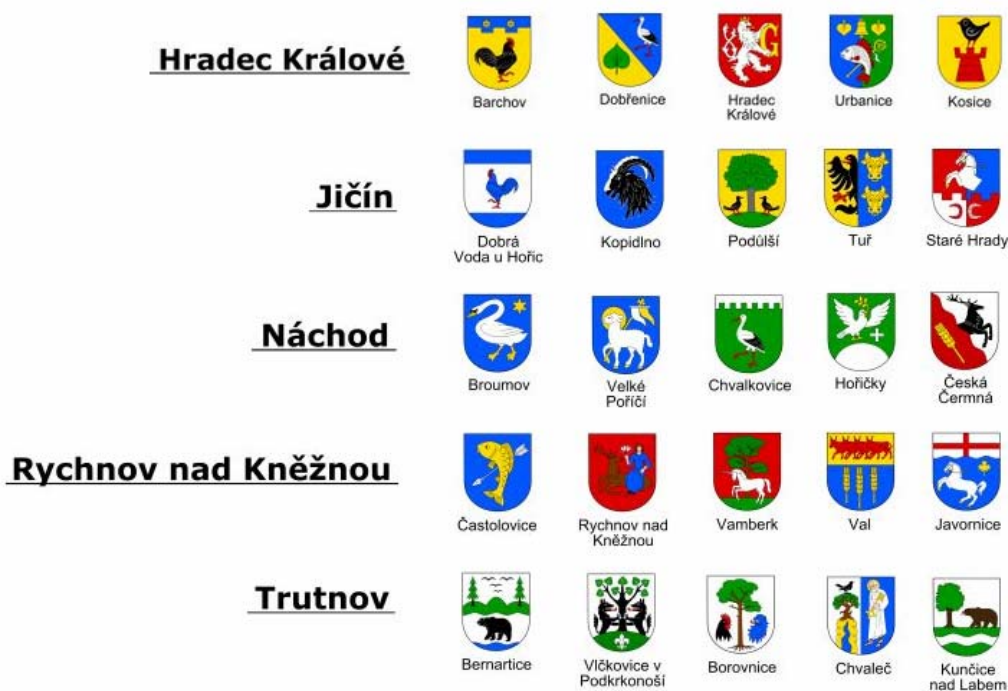 Hradec Králové
Barchov
Dobřenice
Hradec
Králové
Urbanice
Kosice
Jičín
Dobrá
Voda u Hořic
Kopidlno
Podůlší
Tuř
Staré Hrady
Náchod
Broumov
Velké
Poříčí
Chvalkovice
Hořičky
Česká
Čermná
Rychnov nad Kněžnou
Častolovice
Rychnov nad
Kněžnou
Vamberk
Val
Javornice
Trutnov
Bernartice
Vlčkovice v
Podkrkonoší
Borovnice
Chvaleč
Kunčice
nad Labem